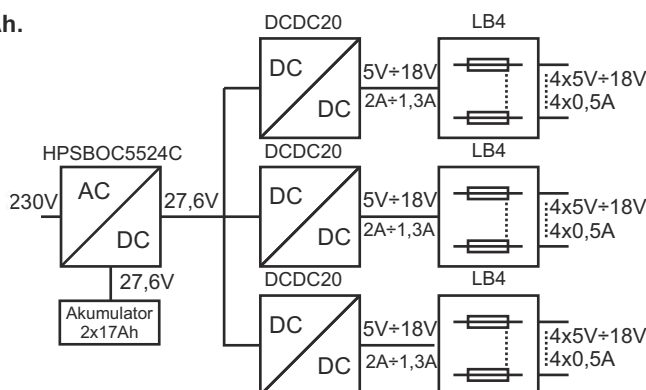 Ah.
DCDC20
LB4
DC
DC
5V÷18V
2A÷1,3A
4x5V÷18V
4x0,5A
HPSBOC5524C
DCDC20
LB4
230V
AC
DC
27,6V
DC
DC
5V÷18V
2A÷1,3A
4x5V÷18V
4x0,5A
27,6V
Akumulator
2x17Ah
DCDC20
LB4
DC
DC
5V÷18V
2A÷1,3A
4x5V÷18V
4x0,5A